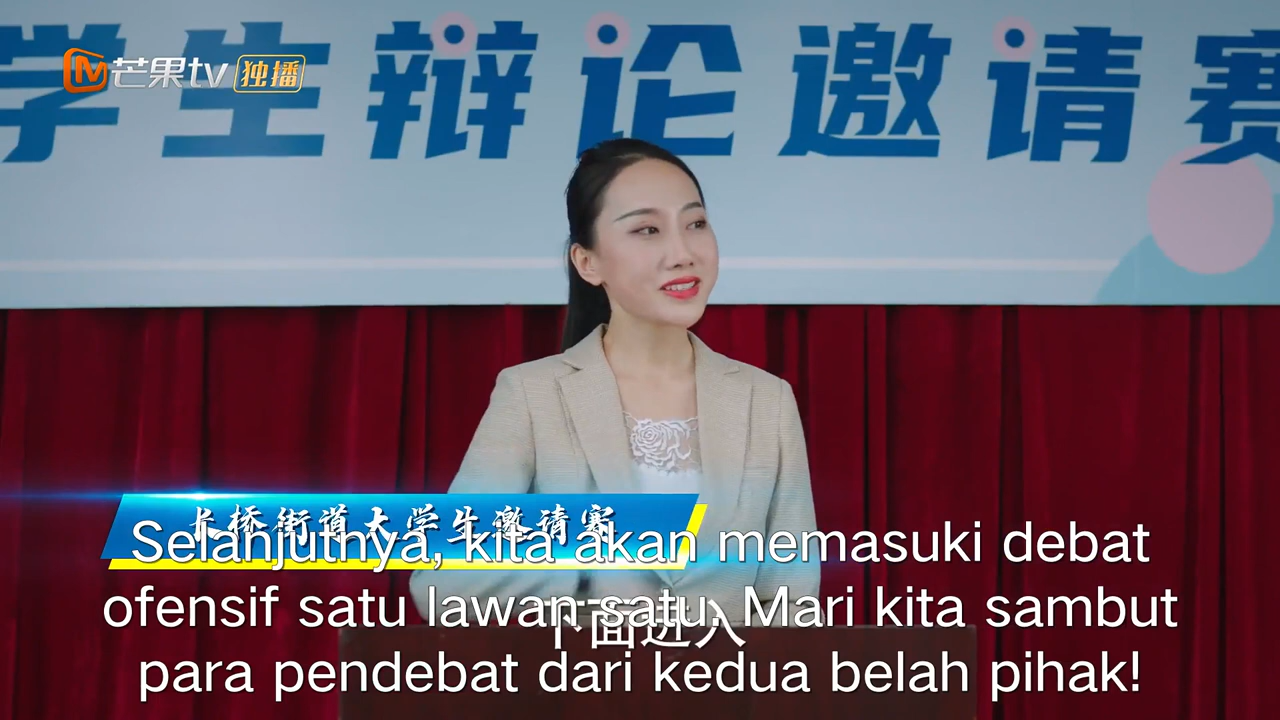 学生辩论邀请赛
芒果tv 独播
长桥街道大学生邀请赛
Selanjutnya, kita akan memasuki debat
ofensif satu lawan satu. Mari kita sambut
下面进入
para pendebat dari kedua belah pihak!